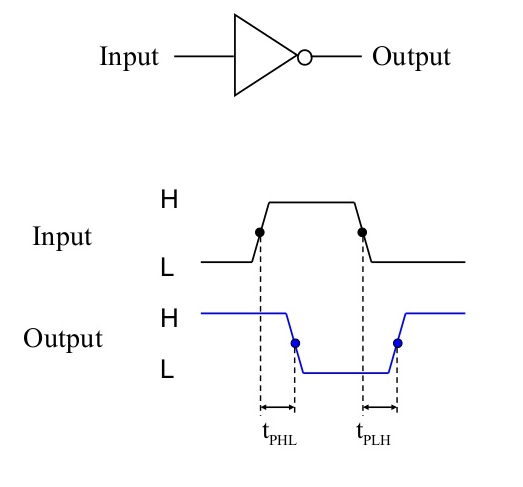 Input Output
H
Input
L
H
Output
L
tPHL tPLH